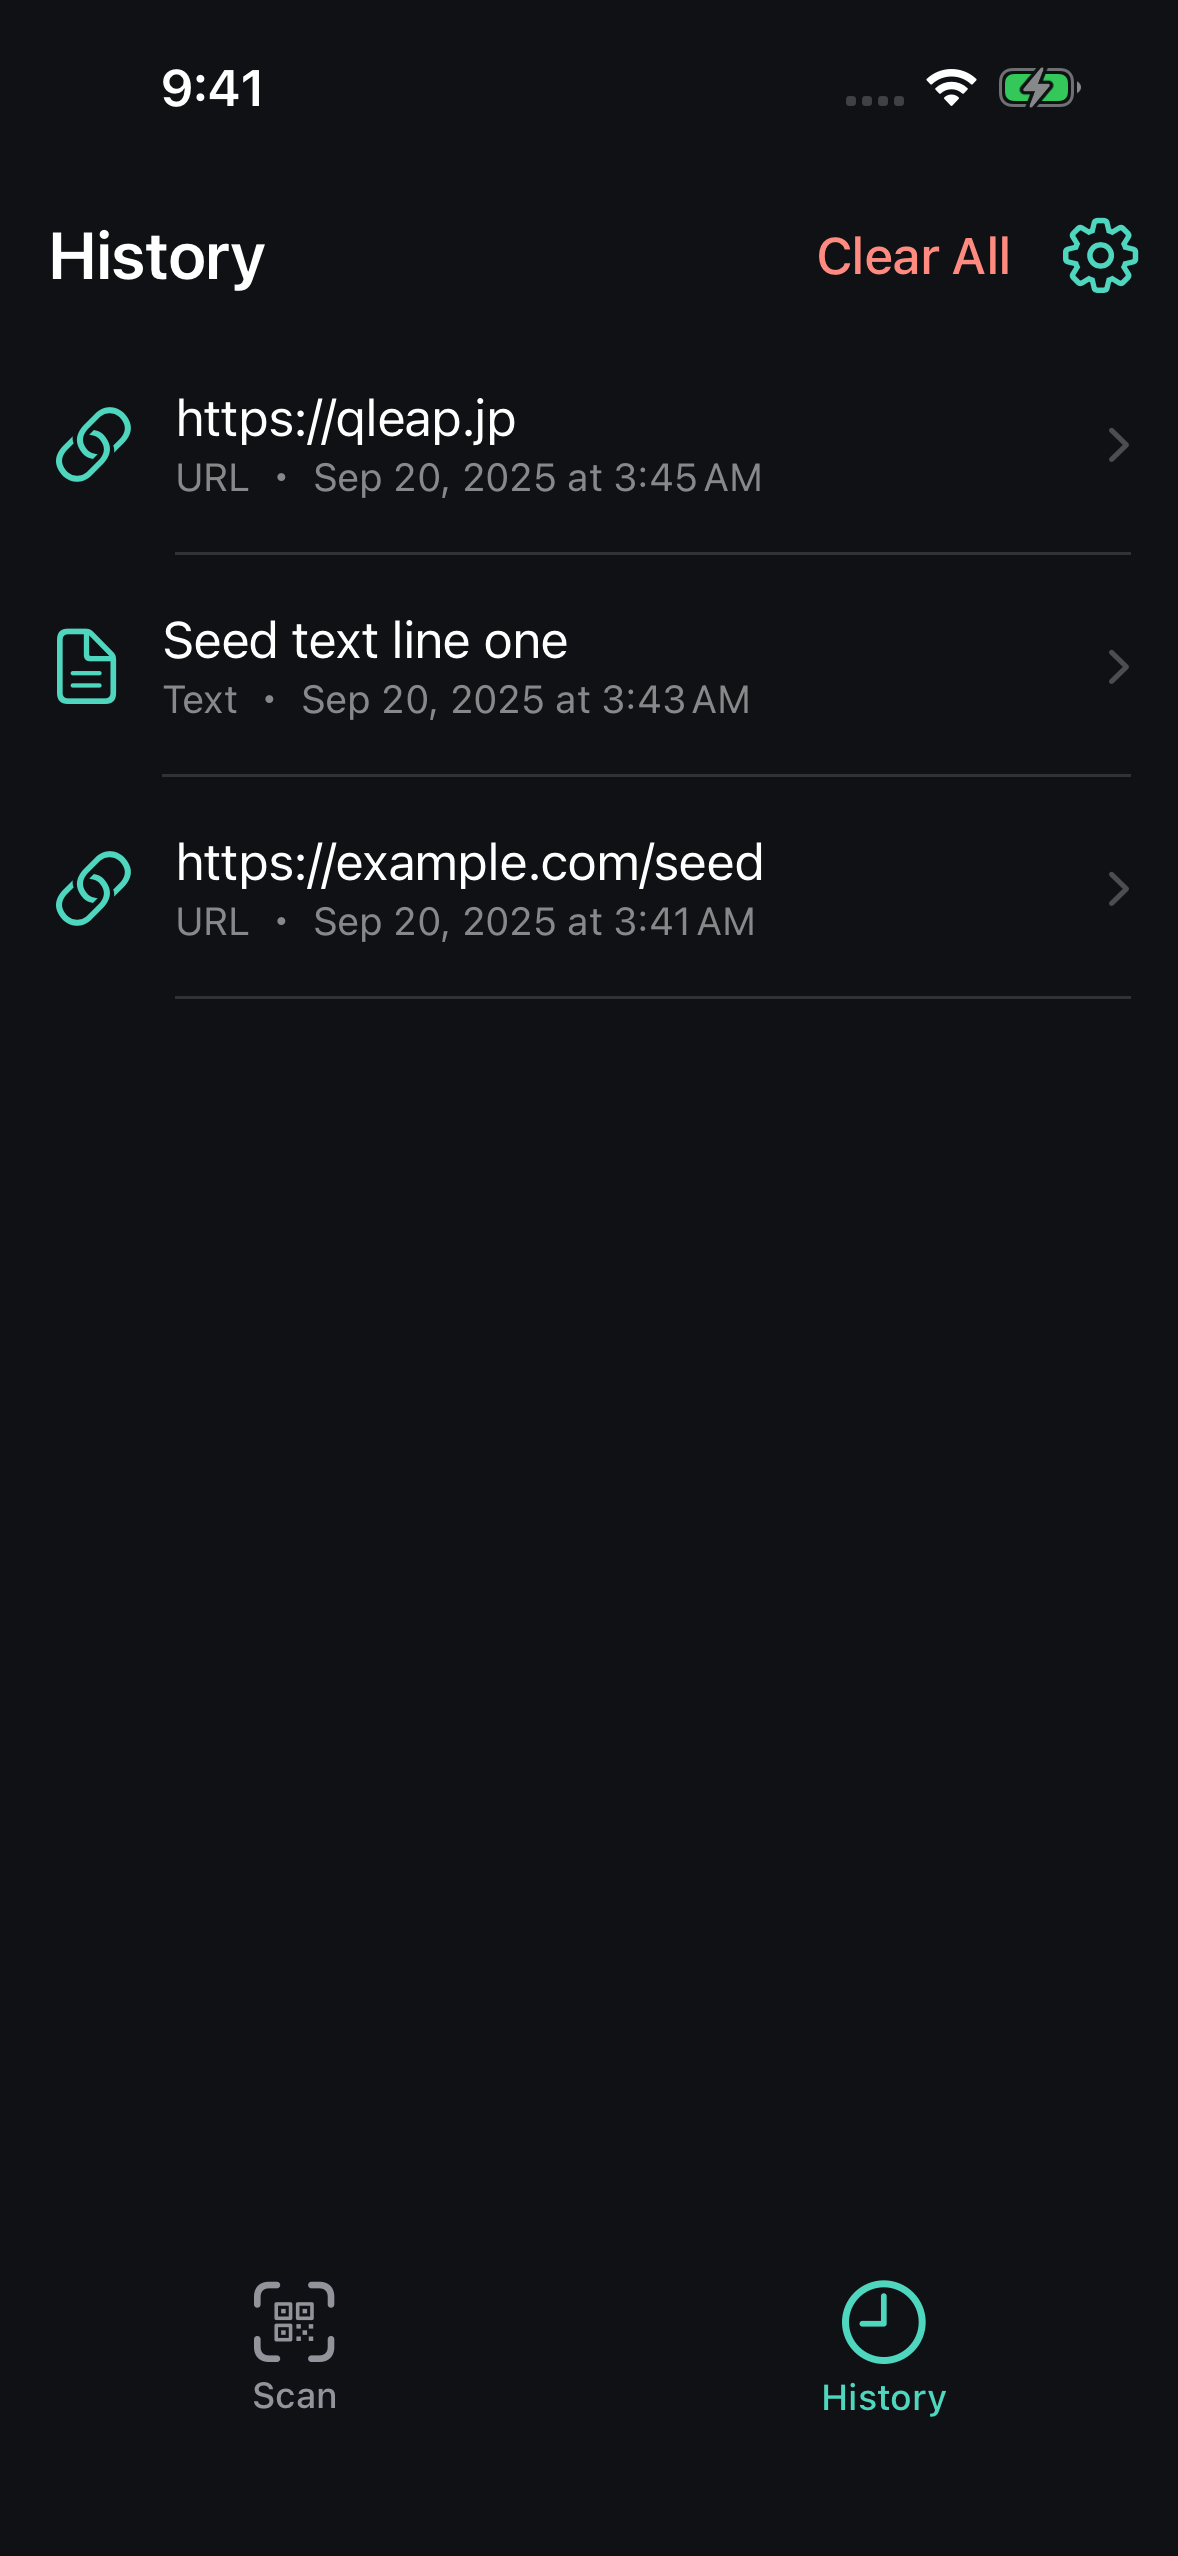 9:41
History
Clear All
https://qleap.jp
URL • Sep 20, 2025 at 3:45 AM
Seed text line one
Text • Sep 20, 2025 at 3:43 AM
https://example.com/seed
URL • Sep 20, 2025 at 3:41 AM
Scan
History